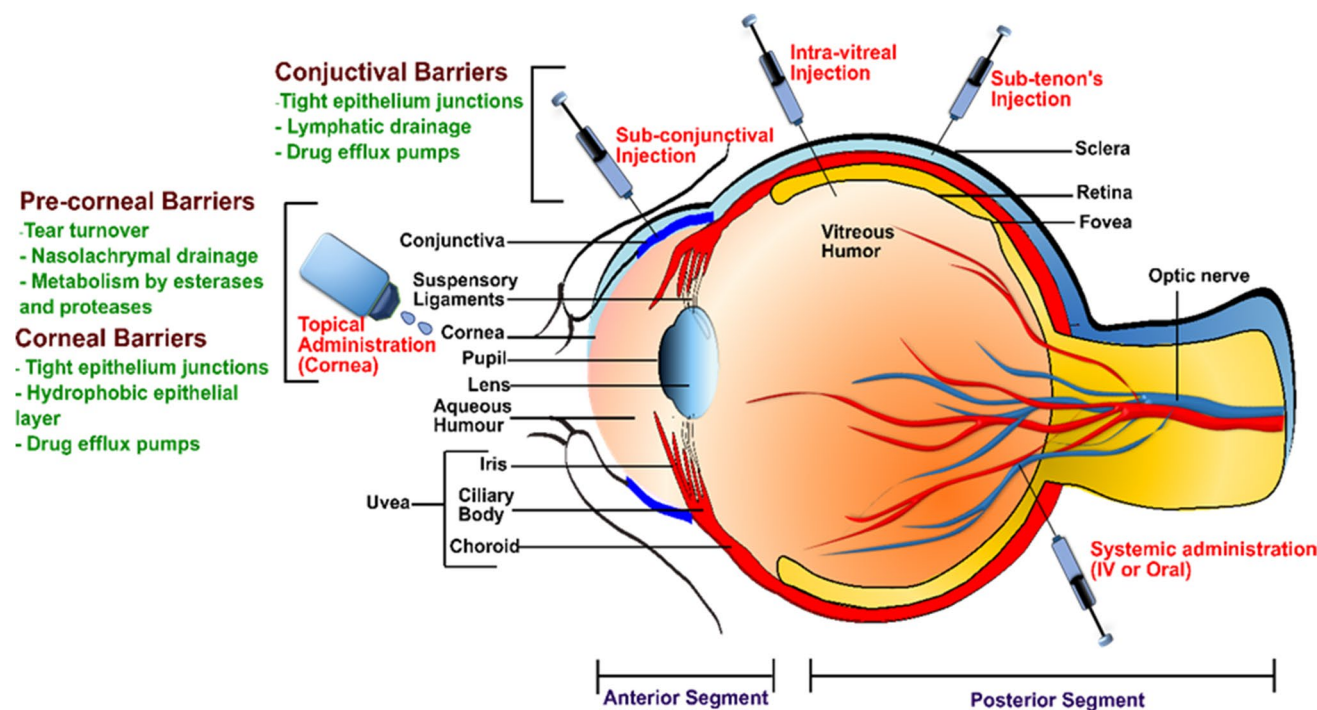 Conjuctival Barriers
-Tight epithelium junctions
- Lymphatic drainage
- Drug efflux pumps
Pre-corneal Barriers
-Tear turnover
- Nasolachrymal drainage
- Metabolism by esterases
and proteases
Corneal Barriers
- Tight epithelium junctions
- Hydrophobic epithelial
layer
- Drug efflux pumps
Topical
Administration
(Cornea)
Sub-conjunctival
Injection
Intra-vitreal
Injection
Sub-tenon's
Injection
Conjunctiva
Suspensory
Ligaments
Cornea
Pupil
Lens
Aqueous
Humour
Uvea
Iris
Ciliary
Body
Choroid
Vitreous
Humor
Sclera
Retina
Fovea
Optic nerve
Systemic administration
(IV or Oral)
Anterior Segment
Posterior Segment